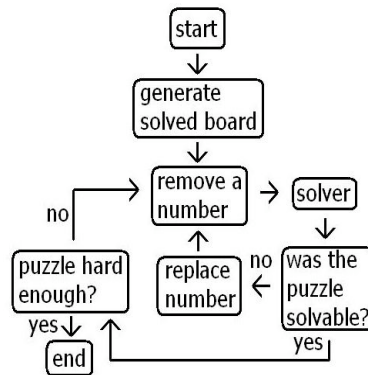 start
generate
solved board
remove a
number
solver
no
puzzle hard
enough?
replace
number
no
was the
puzzle
solvable?
yes
end
yes